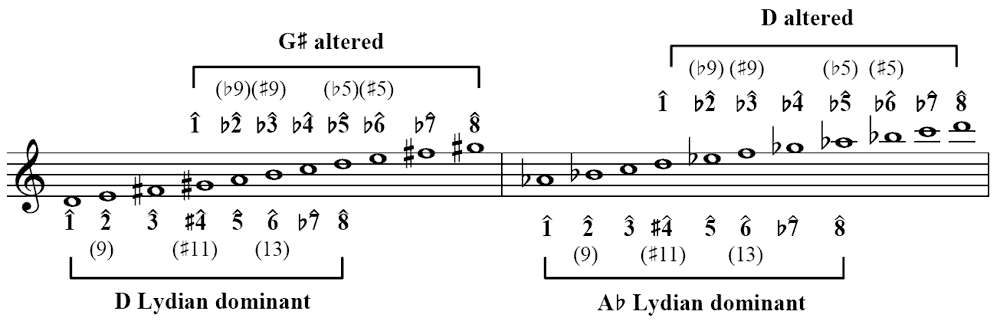 G♯ altered
(♭9) (♯9) (♭5) (♯5)
1̂ ♭2̂ ♭3̂ ♭4̂ ♭5̂ ♭6̂ ♭7̂ 8̂
1̂ 2̂ 3̂ ♯4̂ 5̂ 6̂ ♭7̂ 8̂
(9) (♯11) (13)
D Lydian dominant
D altered
(♭9) (♯9) (♭5) (♯5)
1̂ ♭2̂ ♭3̂ ♭4̂ ♭5̂ ♭6̂ ♭7̂ 8̂
1̂ 2̂ 3̂ ♯4̂ 5̂ 6̂ ♭7̂ 8̂
(9) (♯11) (13)
A♭ Lydian dominant